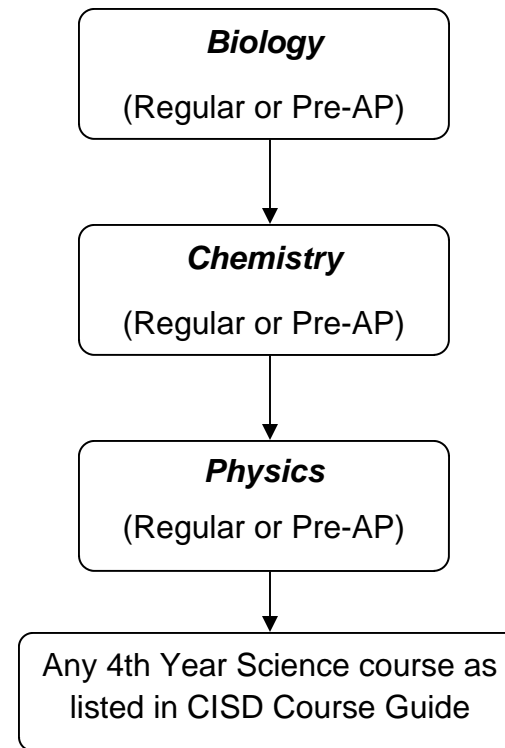 Biology
(Regular or Pre-AP)
Chemistry
(Regular or Pre-AP)
Physics
(Regular or Pre-AP)
Any 4th Year Science course as
listed in CISD Course Guide